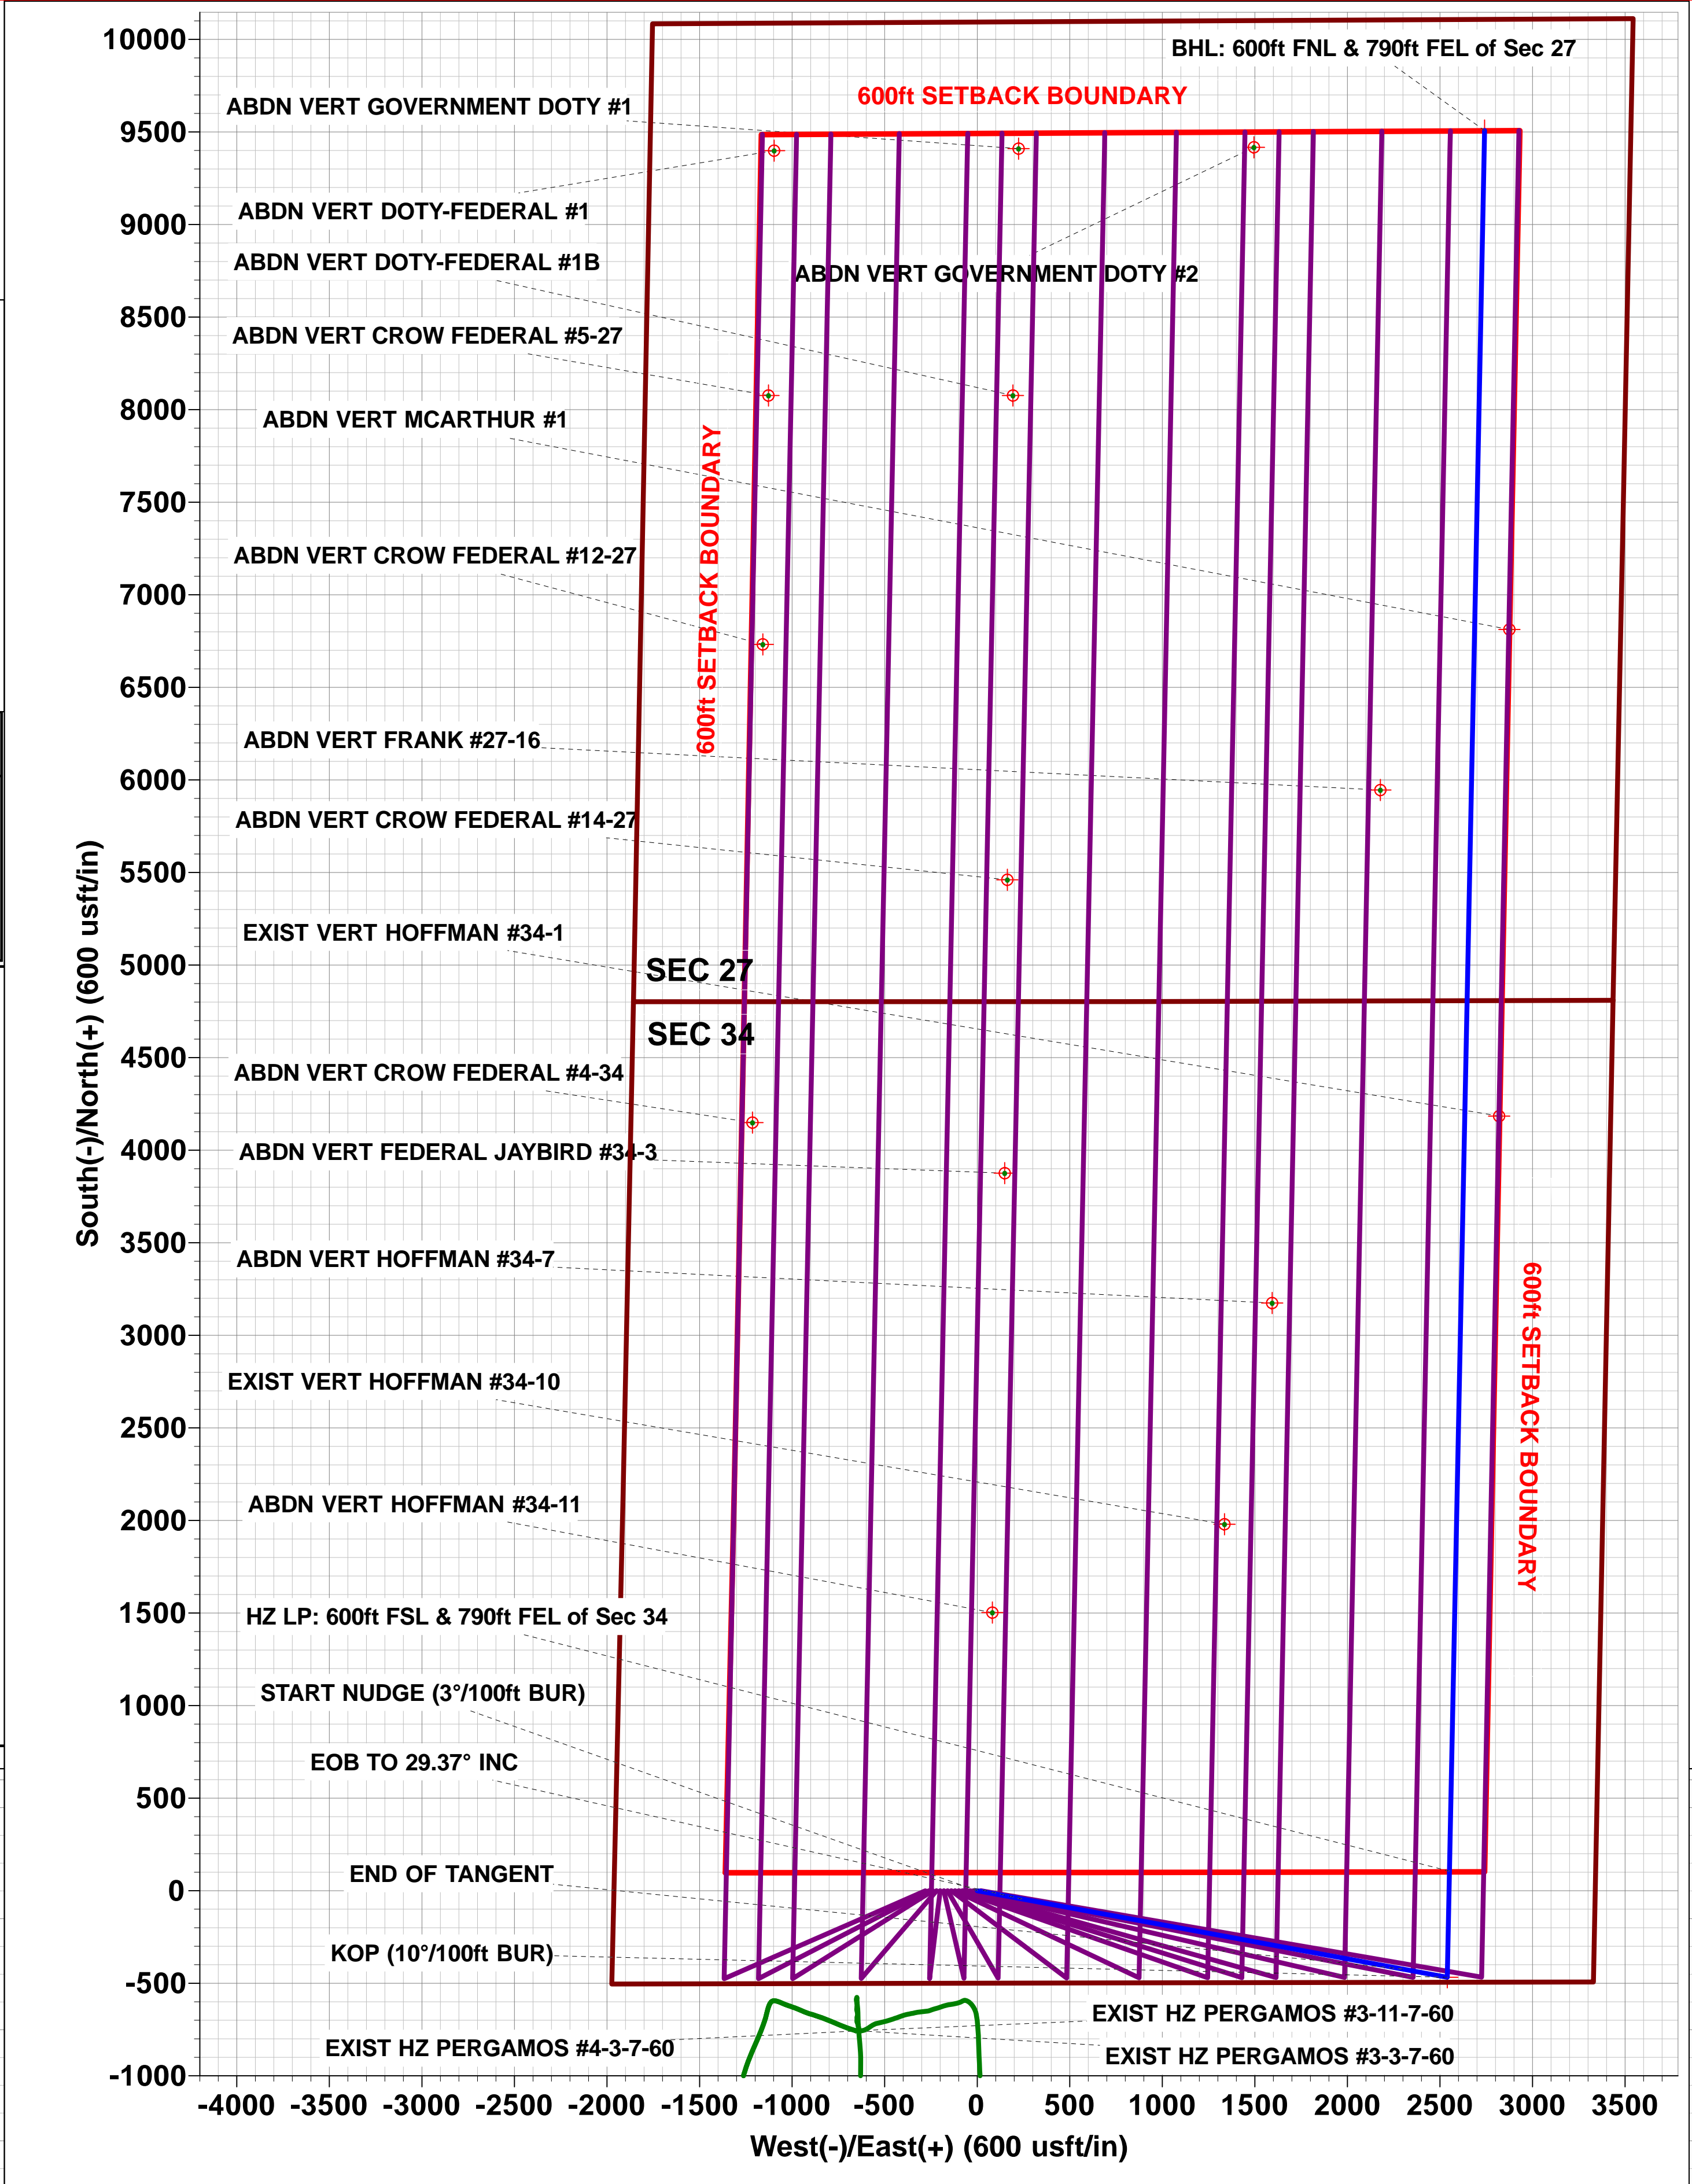 10000
9500
9000
8500
8000
7500
7000
6500
6000
5500
5000
4500
4000
3500
3000
2500
2000
1500
1000
500
0
-500
-1000
South(-)/North(+) (600 usft/in)
BHL: 600ft FNL & 790ft FEL of Sec 27
600ft SETBACK BOUNDARY
ABDN VERT GOVERNMENT DOTY #1
ABDN VERT DOTY-FEDERAL #1
ABDN VERT DOTY-FEDERAL #1B
ABDN VERT GOVERNMENT DOTY #2
ABDN VERT CROW FEDERAL #5-27
ABDN VERT MCARTHUR #1
600ft SETBACK BOUNDARY
ABDN VERT CROW FEDERAL #12-27
ABDN VERT FRANK #27-16
ABDN VERT CROW FEDERAL #14-27
EXIST VERT HOFFMAN #34-1
SEC 27
SEC 34
ABDN VERT CROW FEDERAL #4-34
ABDN VERT FEDERAL JAYBIRD #34-3
ABDN VERT HOFFMAN #34-7
600ft SETBACK BOUNDARY
EXIST VERT HOFFMAN #34-10
ABDN VERT HOFFMAN #34-11
HZ LP: 600ft FSL & 790ft FEL of Sec 34
START NUDGE (3°/100ft BUR)
EOB TO 29.37° INC
END OF TANGENT
KOP (10°/100ft BUR)
EXIST HZ PERGAMOS #3-11-7-60
EXIST HZ PERGAMOS #4-3-7-60
EXIST HZ PERGAMOS #3-3-7-60
-4000 -3500 -3000 -2500 -2000 -1500 -1000 -500 0 500 1000 1500 2000 2500 3000 3500
West(-)/East(+) (600 usft/in)